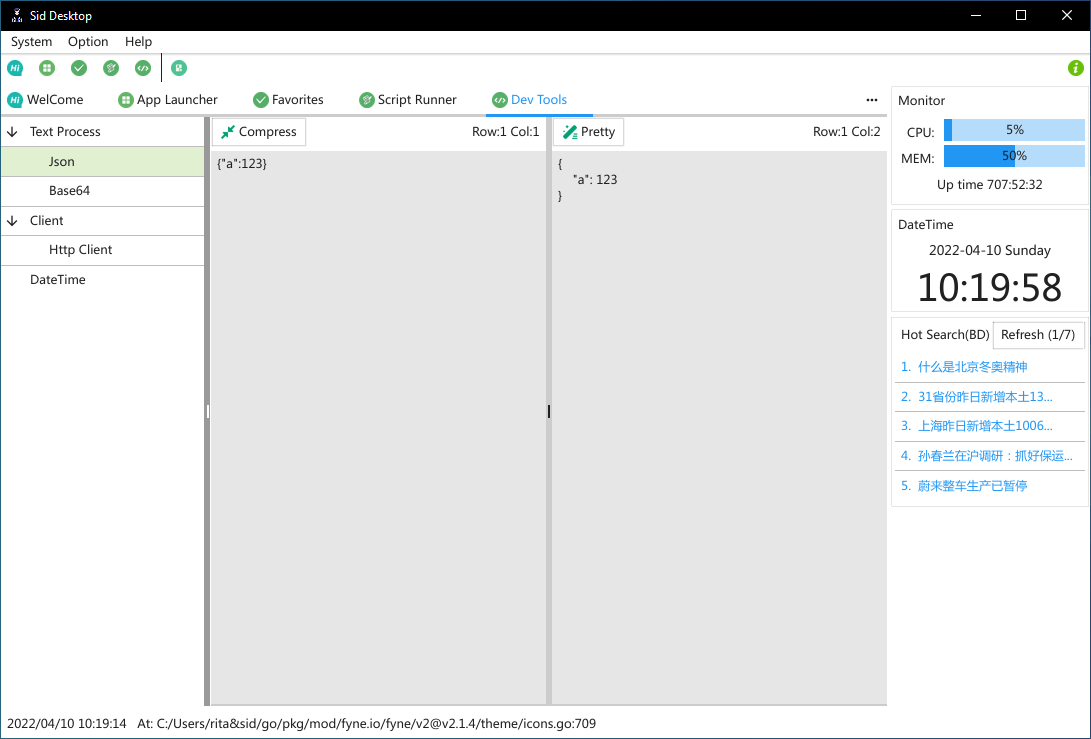 Sid Desktop
System Option Help
WelCome App Launcher Favorites Script Runner Dev Tools ...
Text Process
Json
Base64
Client
Http Client
DateTime
Compress Row:1 Col:1
{"a":123}
Pretty Row:1 Col:2
{
"a": 123
}
Monitor
CPU: 5%
MEM: 50%
Up time 707:52:32
DateTime
2022-04-10 Sunday
10:19:58
Hot Search(BD) Refresh (1/7)
1. 什么是北京冬奥精神
2. 31省份昨日新增本土13...
3. 上海昨日新增本土1006...
4. 孙春兰在沪调研：抓好保运...
5. 蔚来整车生产已暂停
2022/04/10 10:19:14 At: C:/Users/rita&sid/go/pkg/mod/fyne.io/fyne/v2@v2.1.4/theme/icons.go:709